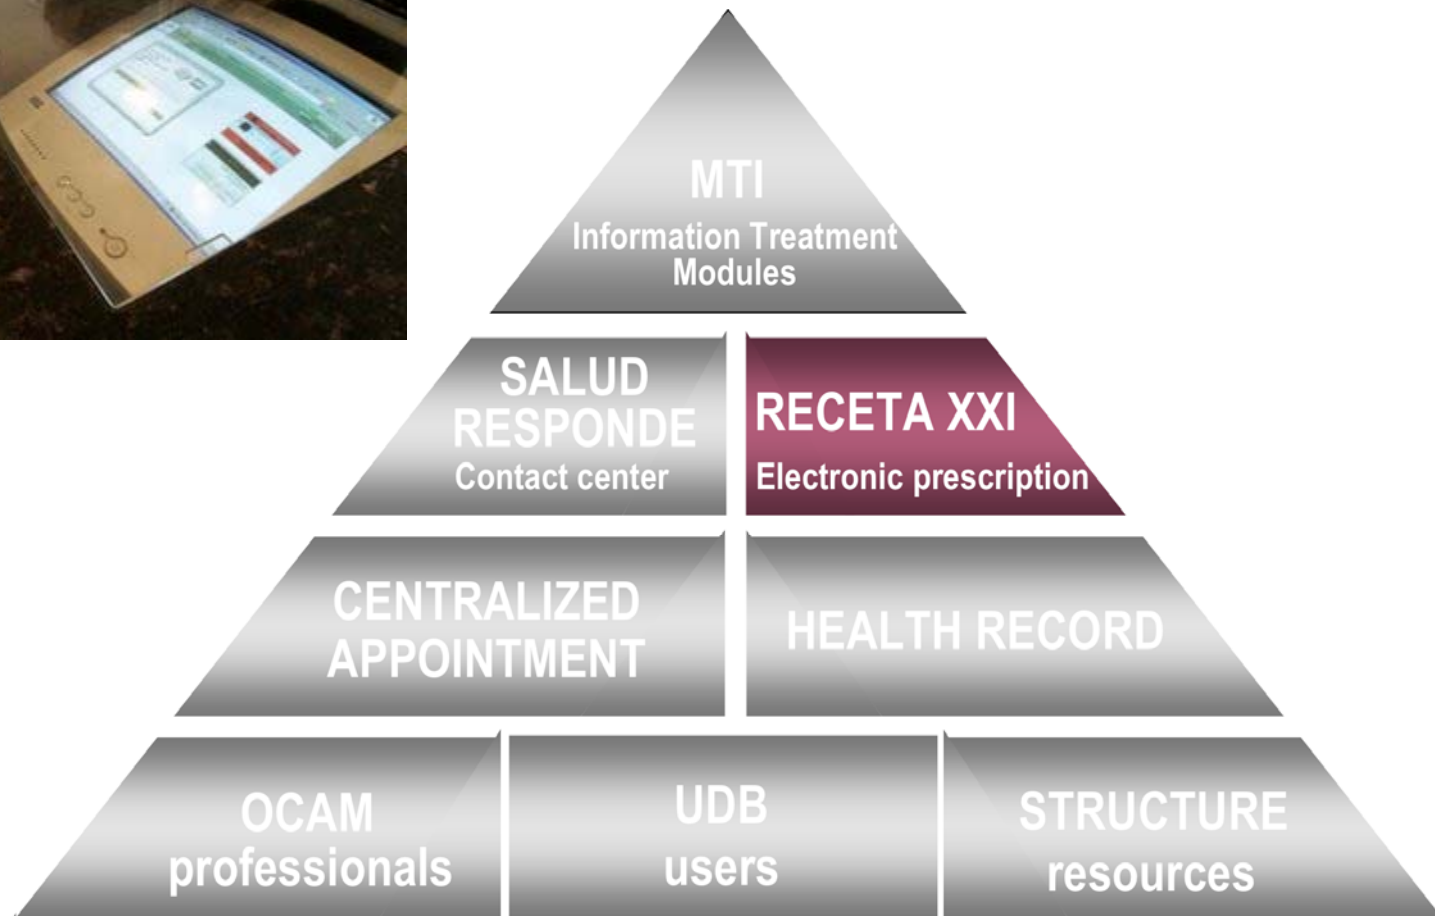 MTI
Information Treatment
Modules
SALUD
RESPONDE
Contact center
RECETA XXI
Electronic prescription
CENTRALIZED
APPOINTMENT
HEALTH RECORD
OCAM
professionals
UDB
users
STRUCTURE
resources